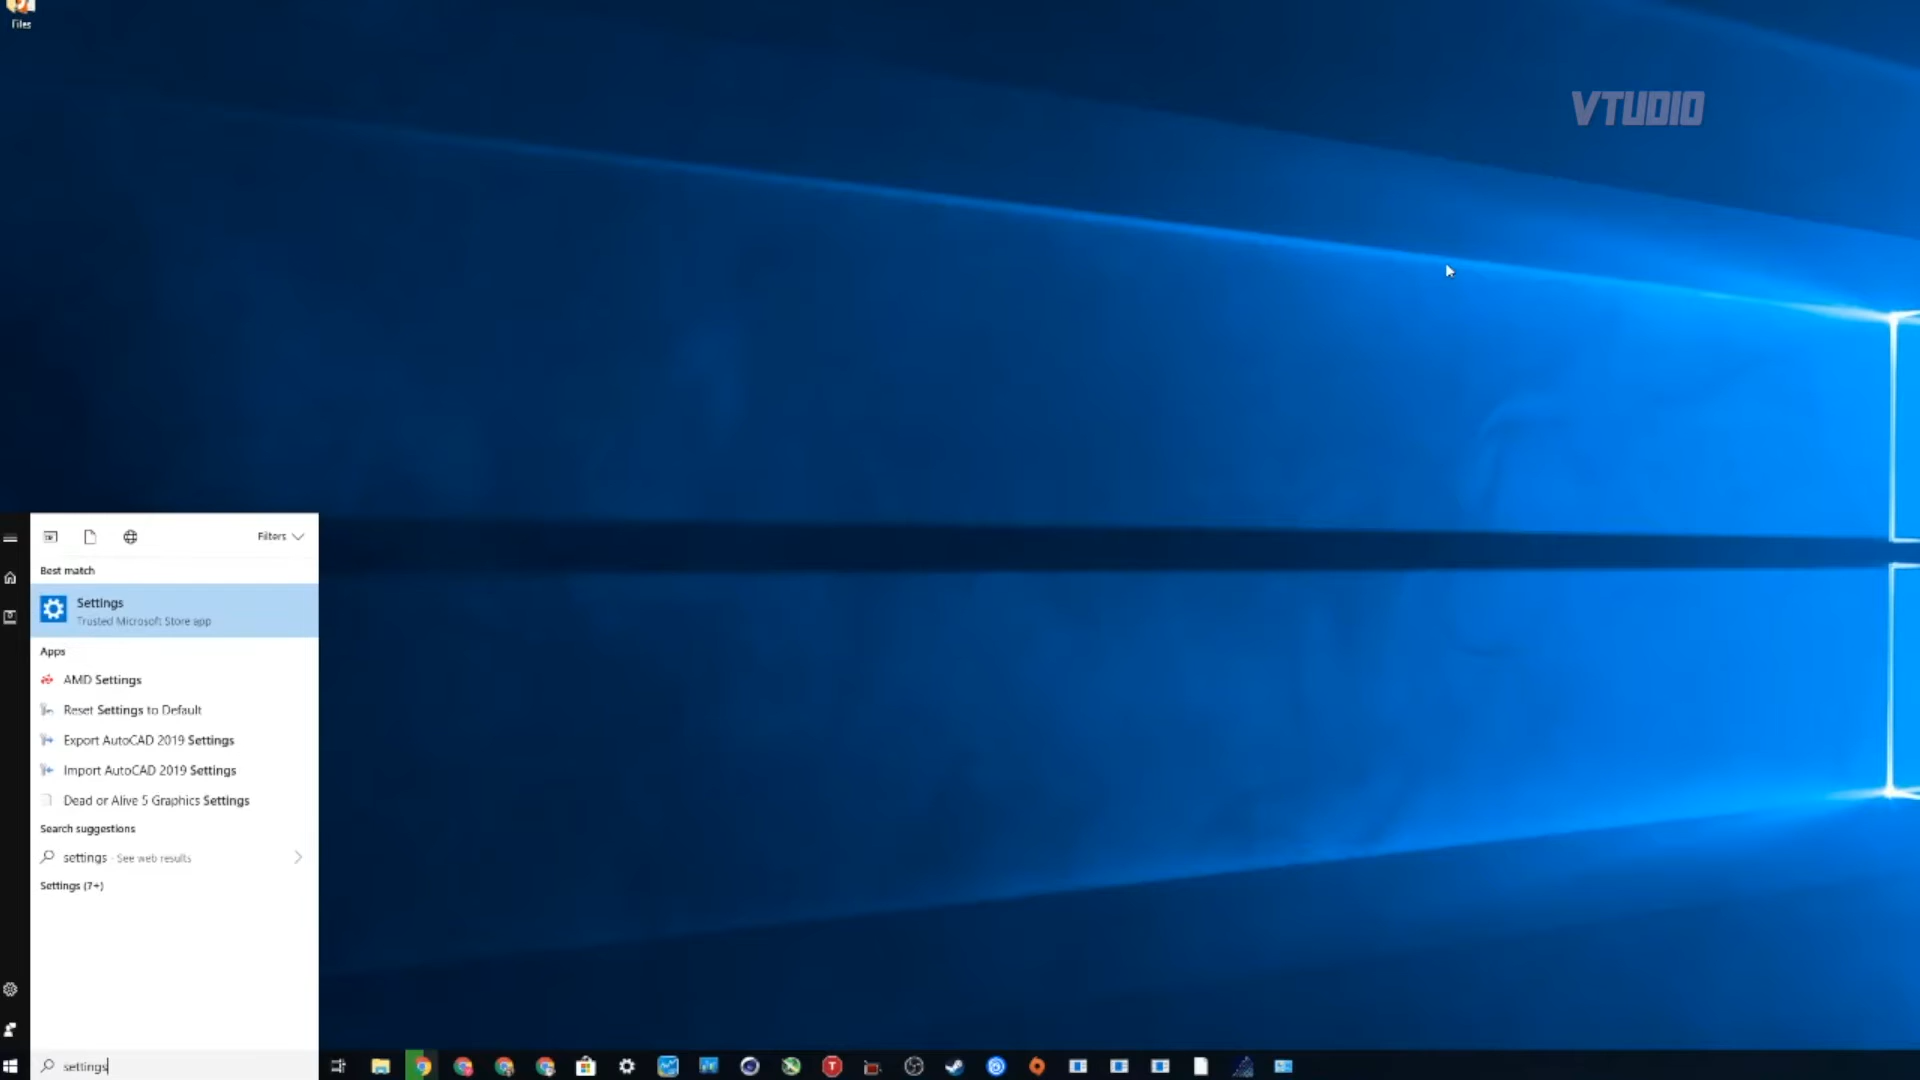 Files
VTUDIO
Filters
Best match
Settings
Trusted Microsoft Store app
Apps
AMD Settings
Reset Settings to Default
Export AutoCAD 2019 Settings
Import AutoCAD 2019 Settings
Dead or Alive 5 Graphics Settings
Search suggestions
settings - See web results
Settings (7+)
settings